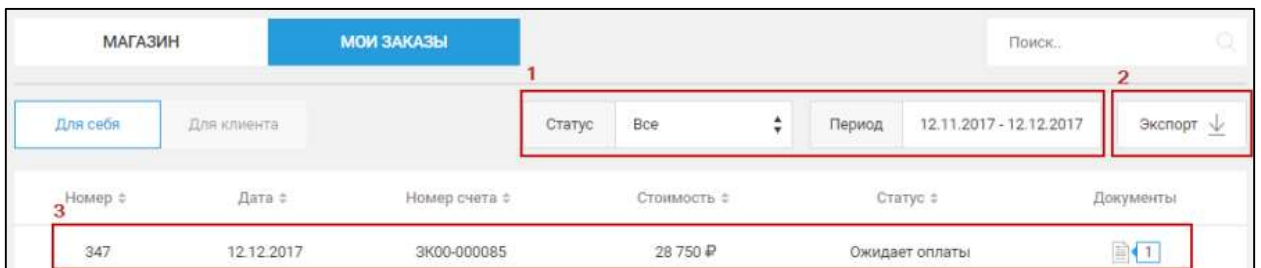 МАГАЗИН МОИ ЗАКАЗЫ Поиск..
1 2
Для себя Для клиента Статус Все Период 12.11.2017 - 12.12.2017 Экспорт
Номер Дата Номер счета Стоимость Статус Документы
3
347 12.12.2017 ЗК00-000085 28 750 ₽ Ожидает оплаты 1